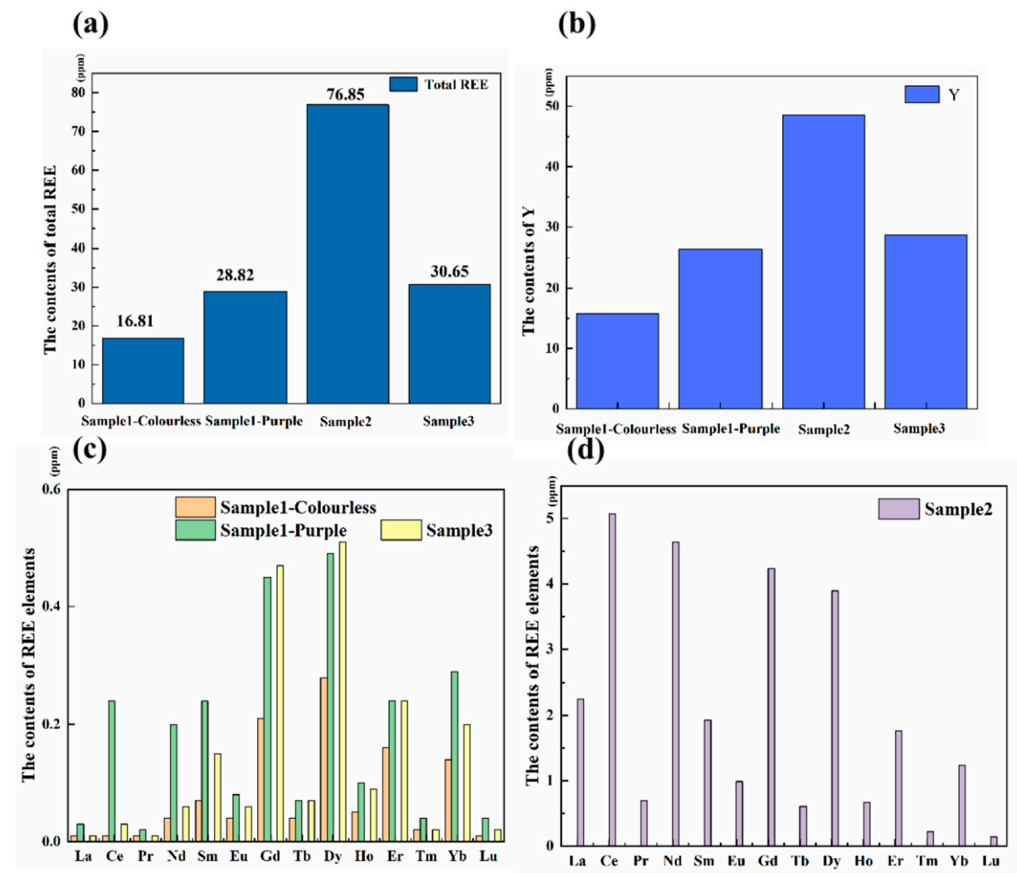 (a)
(ppm)
The contents of total REE
80
70
60
50
40
30
20
10
0
Total REE
16.81
28.82
76.85
30.65
Sample1-Colourless
Sample1-Purple
Sample2
Sample3
(b)
(ppm)
The contents of Y
50
40
30
20
10
0
Y
Sample1-Colourless
Sample1-Purple
Sample2
Sample3
(c)
(ppm)
The contents of REE elements
0.6
0.4
0.2
0.0
Sample1-Colourless
Sample1-Purple
Sample3
La Ce Pr Nd Sm Eu Gd Tb Dy Ho Er Tm Yb Lu
(d)
(ppm)
The contents of REE elements
5
4
3
2
1
0
Sample2
La Ce Pr Nd Sm Eu Gd Tb Dy Ho Er Tm Yb Lu